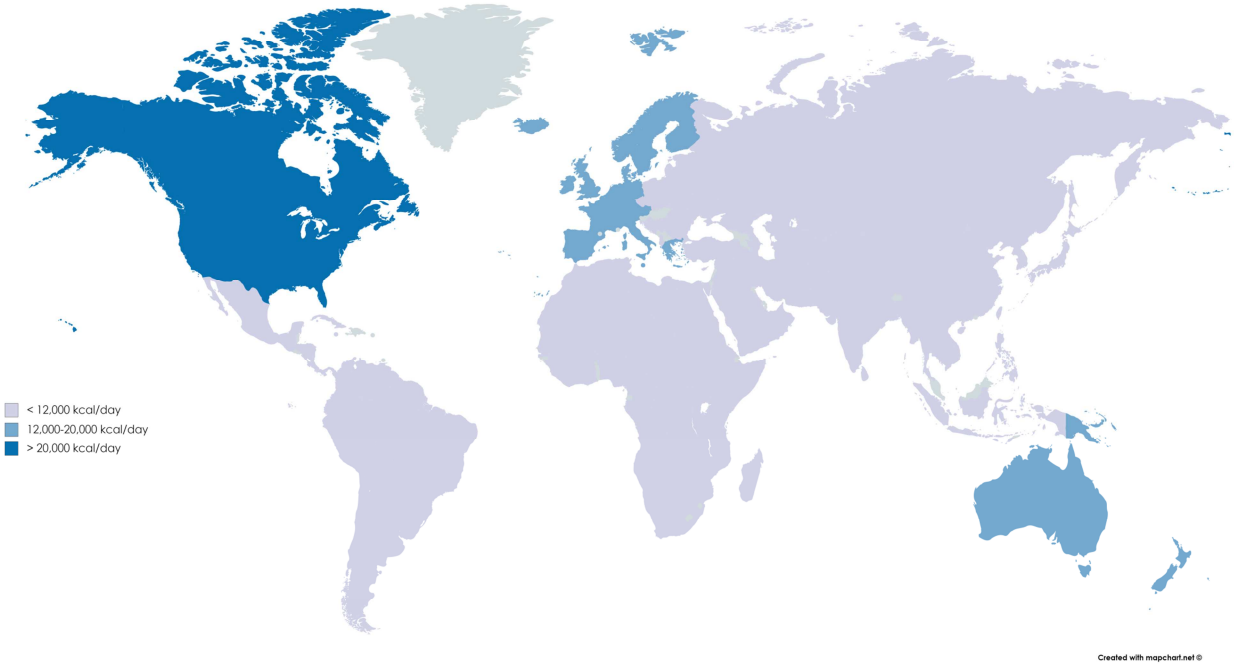 < 12,000 kcal/day
12,000-20,000 kcal/day
> 20,000 kcal/day
Created with mapchart.net ©